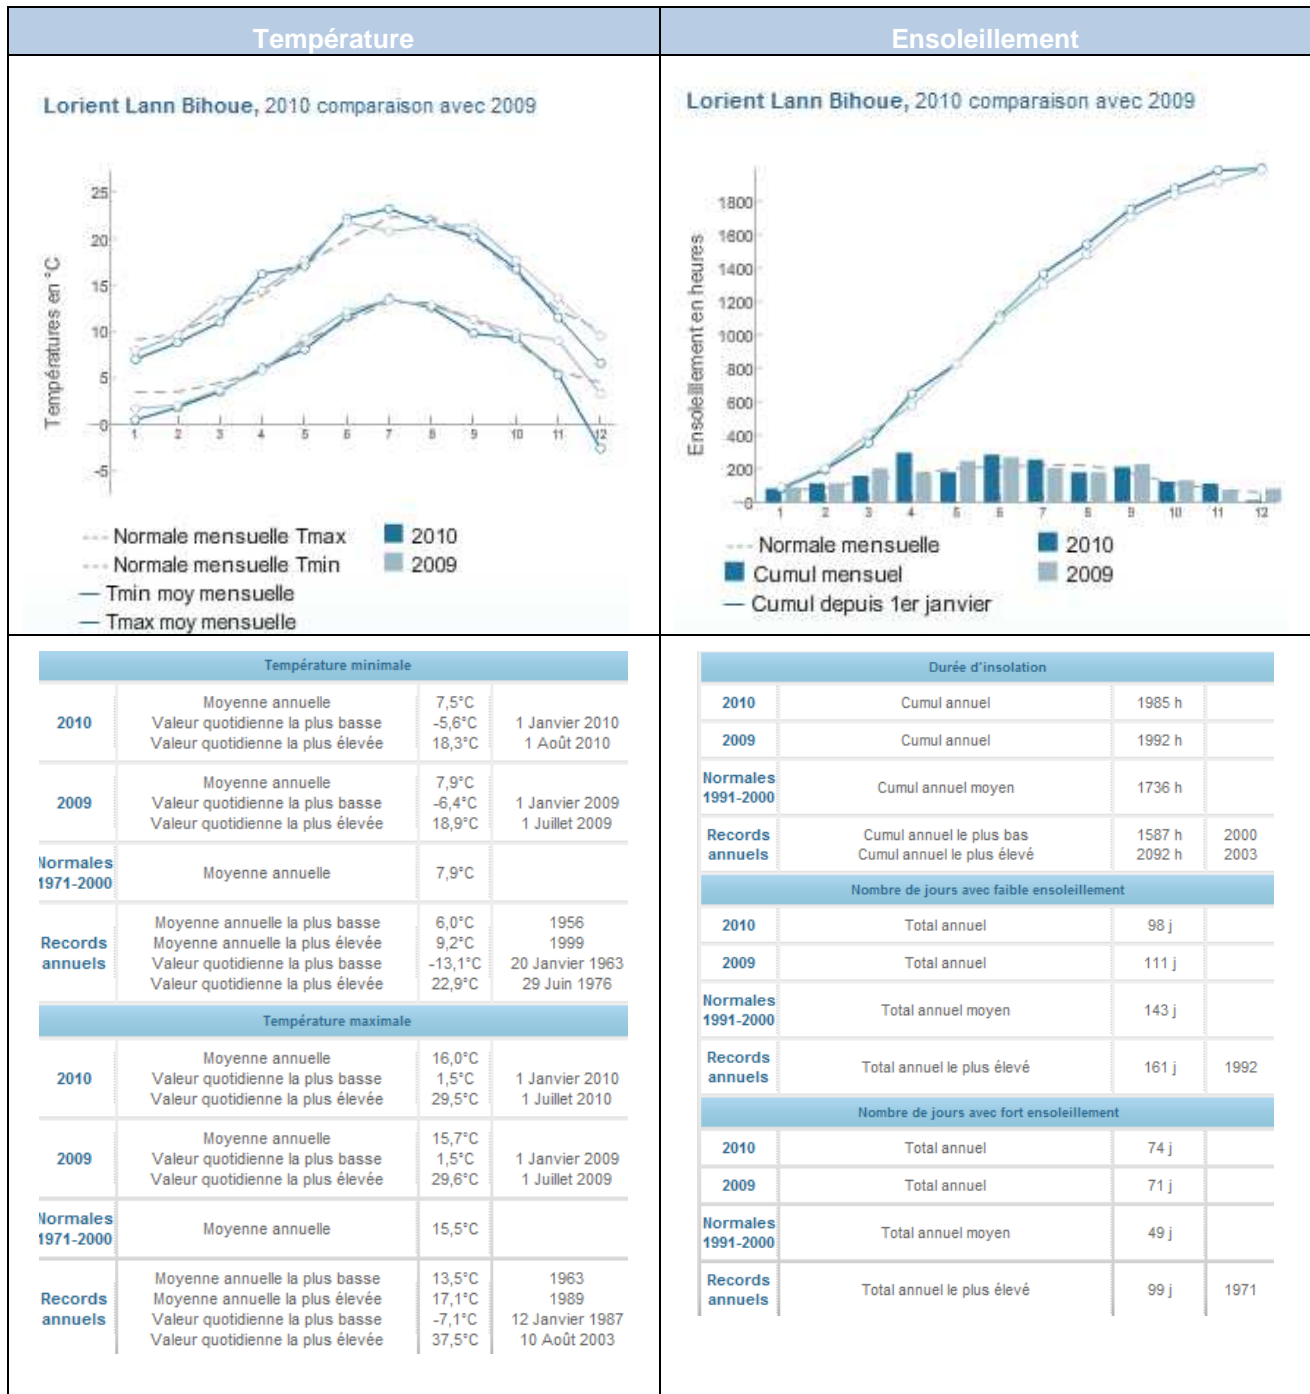 Température
Ensoleillement
Lorient Lann Bihoue, 2010 comparaison avec 2009
25
20
15
10
5
0
-5
Températures en °C
1 2 3 4 5 6 7 8 9 10 11 12
Normale mensuelle Tmax
Normale mensuelle Tmin
Tmin moy mensuelle
Tmax moy mensuelle
2010
2009
Lorient Lann Bihoue, 2010 comparaison avec 2009
1800
1600
1400
1200
1000
800
600
400
200
0
Ensoleillement en heures
1 2 3 4 5 6 7 8 9 10 11 12
Normale mensuelle
Cumul mensuel
Cumul depuis 1er janvier
2010
2009
Température minimale
2010
Moyenne annuelle 7,5°C
Valeur quotidienne la plus basse -5,6°C 1 Janvier 2010
Valeur quotidienne la plus élevée 18,3°C 1 Août 2010
2009
Moyenne annuelle 7,9°C
Valeur quotidienne la plus basse -6,4°C 1 Janvier 2009
Valeur quotidienne la plus élevée 18,9°C 1 Juillet 2009
Normales
1971-2000
Moyenne annuelle 7,9°C
Records
annuels
Moyenne annuelle la plus basse 6,0°C 1956
Moyenne annuelle la plus élevée 9,2°C 1999
Valeur quotidienne la plus basse -13,1°C 20 Janvier 1963
Valeur quotidienne la plus élevée 22,9°C 29 Juin 1976
Température maximale
2010
Moyenne annuelle 16,0°C
Valeur quotidienne la plus basse 1,5°C 1 Janvier 2010
Valeur quotidienne la plus élevée 29,5°C 1 Juillet 2010
2009
Moyenne annuelle 15,7°C
Valeur quotidienne la plus basse 1,5°C 1 Janvier 2009
Valeur quotidienne la plus élevée 29,6°C 1 Juillet 2009
Normales
1971-2000
Moyenne annuelle 15,5°C
Records
annuels
Moyenne annuelle la plus basse 13,5°C 1963
Moyenne annuelle la plus élevée 17,1°C 1989
Valeur quotidienne la plus basse -7,1°C 12 Janvier 1987
Valeur quotidienne la plus élevée 37,5°C 10 Août 2003
Durée d'insolation
2010 Cumul annuel 1985 h
2009 Cumul annuel 1992 h
Normales
1991-2000
Cumul annuel moyen 1736 h
Records
annuels
Cumul annuel le plus bas 1587 h 2000
Cumul annuel le plus élevé 2092 h 2003
Nombre de jours avec faible ensoleillement
2010 Total annuel 98 j
2009 Total annuel 111 j
Normales
1991-2000
Total annuel moyen 143 j
Records
annuels
Total annuel le plus élevé 161 j 1992
Nombre de jours avec fort ensoleillement
2010 Total annuel 74 j
2009 Total annuel 71 j
Normales
1991-2000
Total annuel moyen 49 j
Records
annuels
Total annuel le plus élevé 99 j 1971